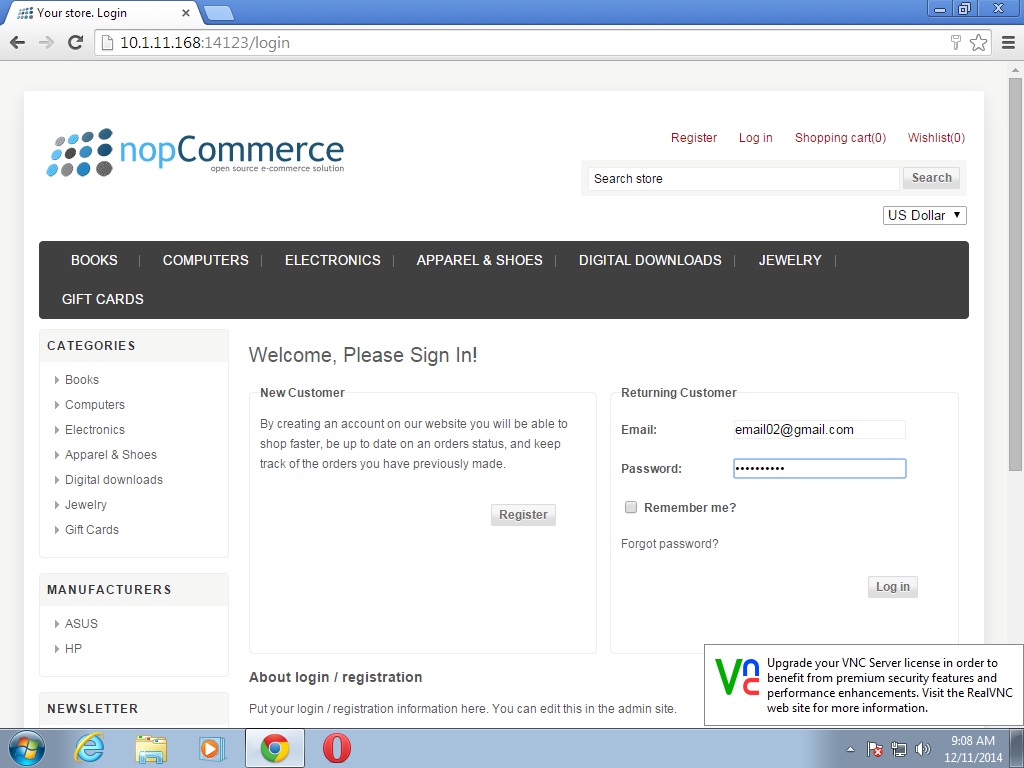 Your store. Login
10.1.11.168:14123/login
nopCommerce
open source e-commerce solution
Register Log in Shopping cart(0) Wishlist(0)
Search store Search
US Dollar
BOOKS COMPUTERS ELECTRONICS APPAREL & SHOES DIGITAL DOWNLOADS JEWELRY
GIFT CARDS
CATEGORIES
Books
Computers
Electronics
Apparel & Shoes
Digital downloads
Jewelry
Gift Cards
MANUFACTURERS
ASUS
HP
NEWSLETTER
Welcome, Please Sign In!
New Customer
By creating an account on our website you will be able to
shop faster, be up to date on an orders status, and keep
track of the orders you have previously made.
Register
Returning Customer
Email: email02@gmail.com
Password: ••••••••••
Remember me?
Forgot password?
Log in
About login / registration
Put your login / registration information here. You can edit this in the admin site.
Upgrade your VNC Server license in order to
benefit from premium security features and
performance enhancements. Visit the RealVNC
web site for more information.
9:08 AM
12/11/2014